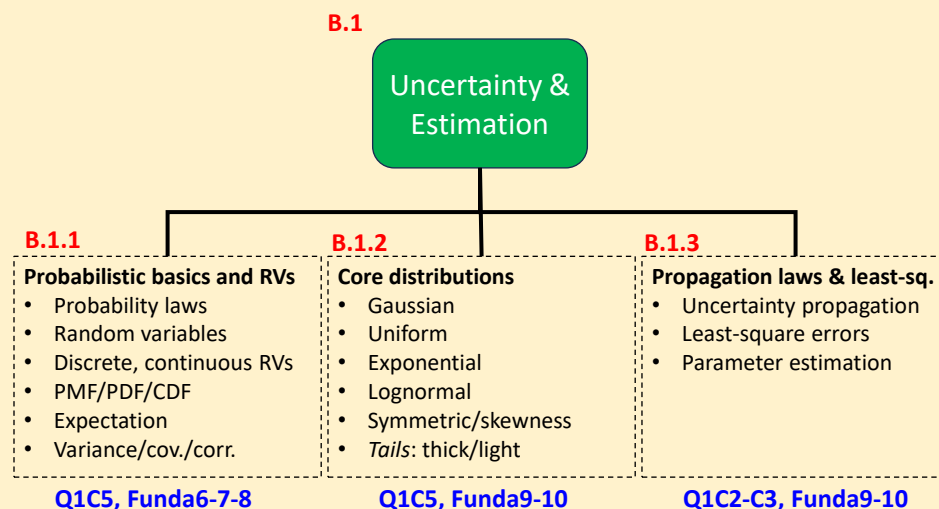 B.1
Uncertainty &
Estimation
B.1.1
Probabilistic basics and RVs
• Probability laws
• Random variables
• Discrete, continuous RVs
• PMF/PDF/CDF
• Expectation
• Variance/cov./corr.
Q1C5, Funda6-7-8
B.1.2
Core distributions
• Gaussian
• Uniform
• Exponential
• Lognormal
• Symmetric/skewness
• Tails: thick/light
Q1C5, Funda9-10
B.1.3
Propagation laws & least-sq.
• Uncertainty propagation
• Least-square errors
• Parameter estimation
Q1C2-C3, Funda9-10